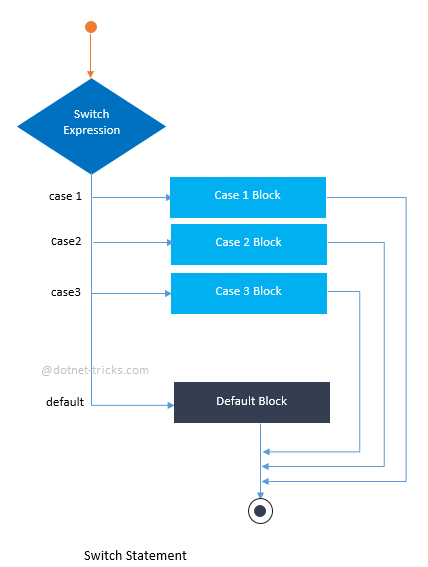 Switch
Expression
case 1
Case 1 Block
case2
Case 2 Block
case3
Case 3 Block
@dotnet-tricks.com
default
Default Block
Switch Statement